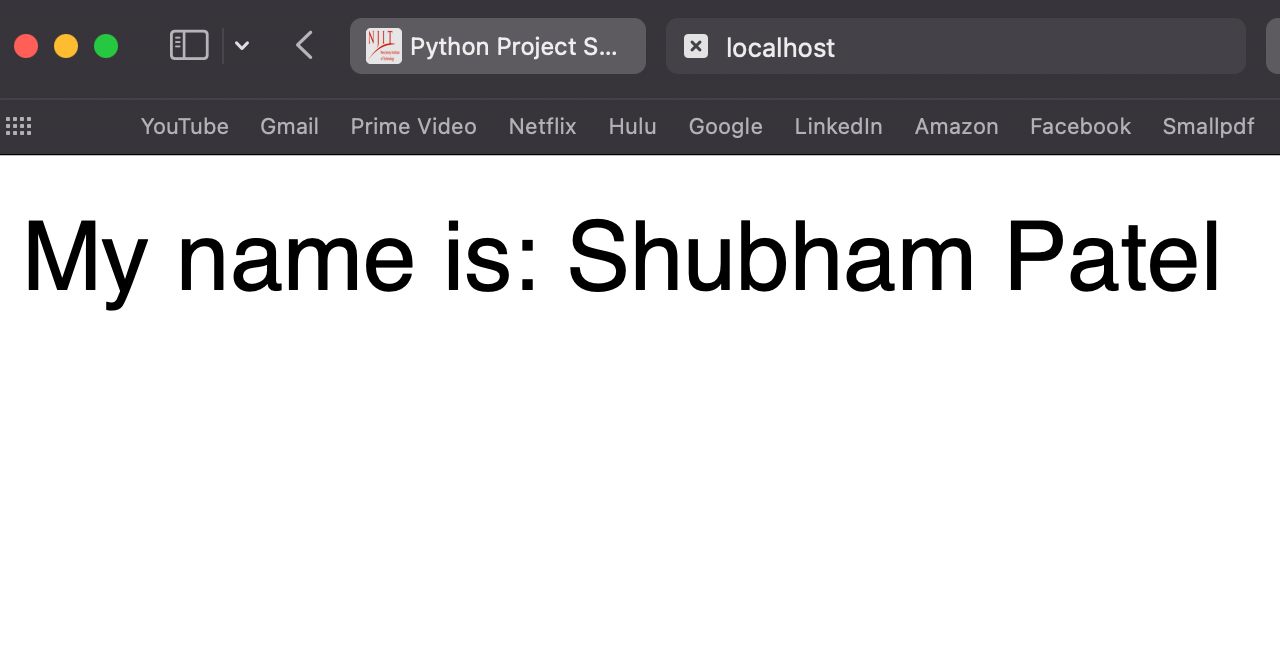 NJIT
Python Project S...
localhost
YouTube Gmail Prime Video Netflix Hulu Google LinkedIn Amazon Facebook Smallpdf
My name is: Shubham Patel